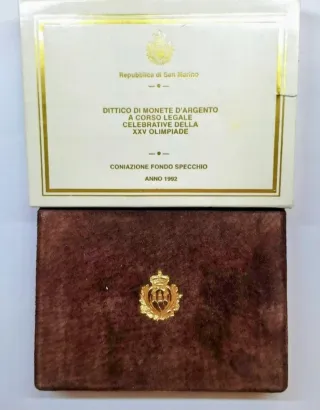 Repubblica di San Marino
DITTICO DI MONETE D'ARGENTO
A CORSO LEGALE
CELEBRATIVE DELLA
XXV OLIMPIADE
CONIAZIONE FONDO SPECCHIO
ANNO 1992